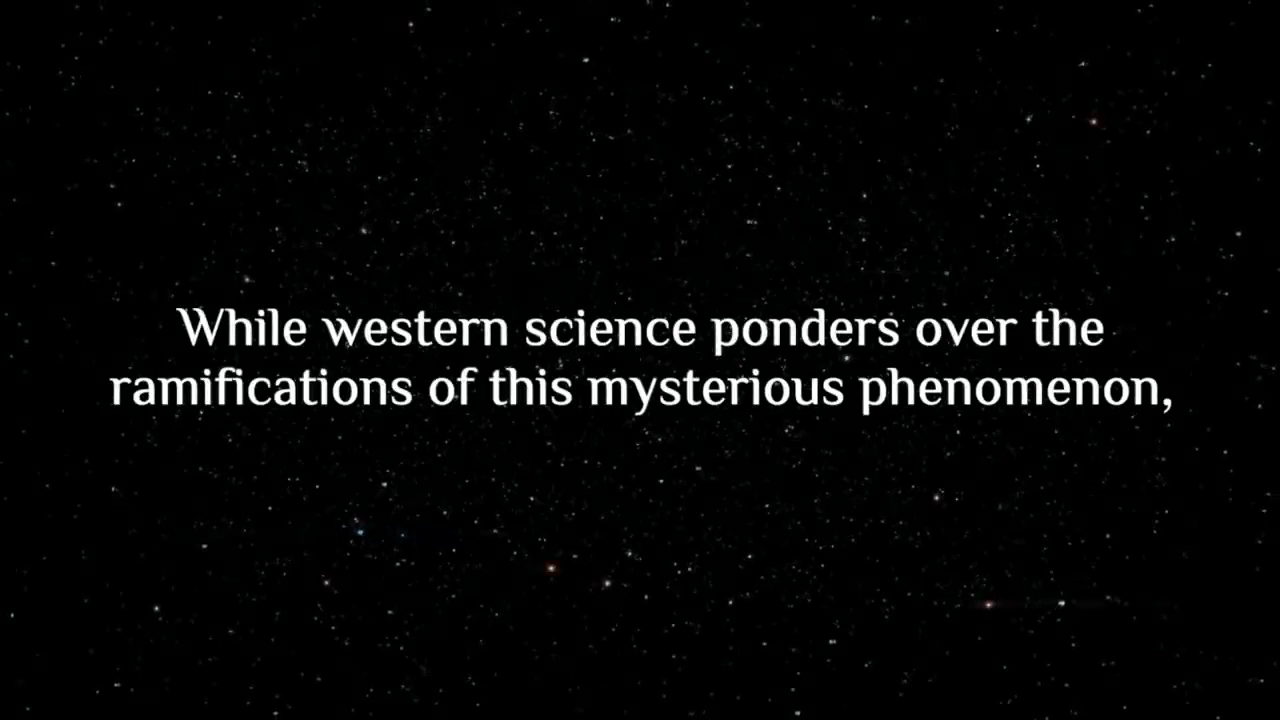 While western science ponders over the
ramifications of this mysterious phenomenon,